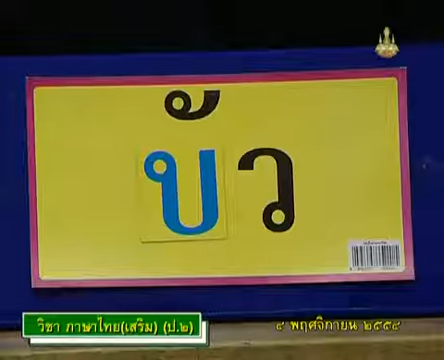 บัว
วิชา ภาษาไทย(เสริม) (ป.๒)
๔ พฤศจิกายน ๒๕๕๔